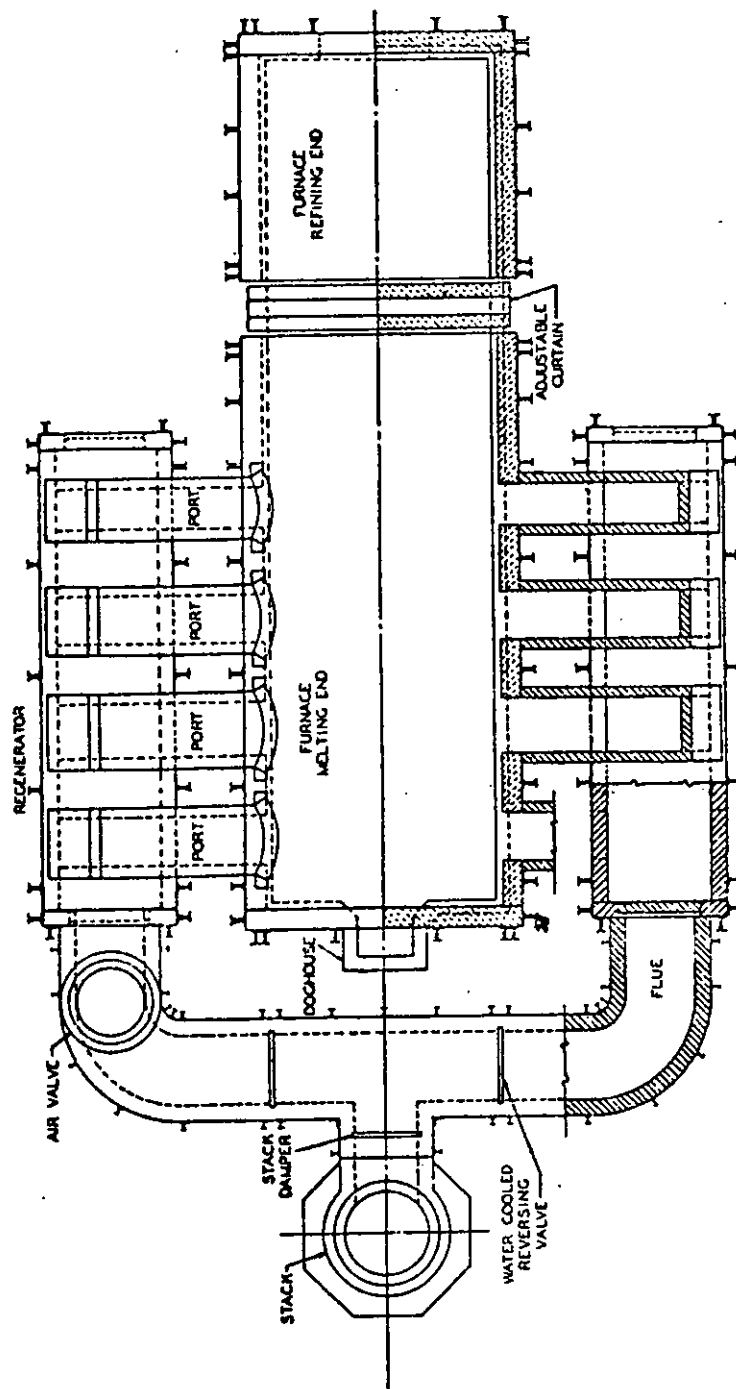 REGENERATOR
PORT
PORT
PORT
PORT
FURNACE
MELTING END
FURNACE
REFINING END
ADJUSTABLE
CURTAIN
DOGHOUSE
AIR VALVE
STACK
DAMPER
STACK
WATER COOLED
REVERSING
VALVE
FLUE